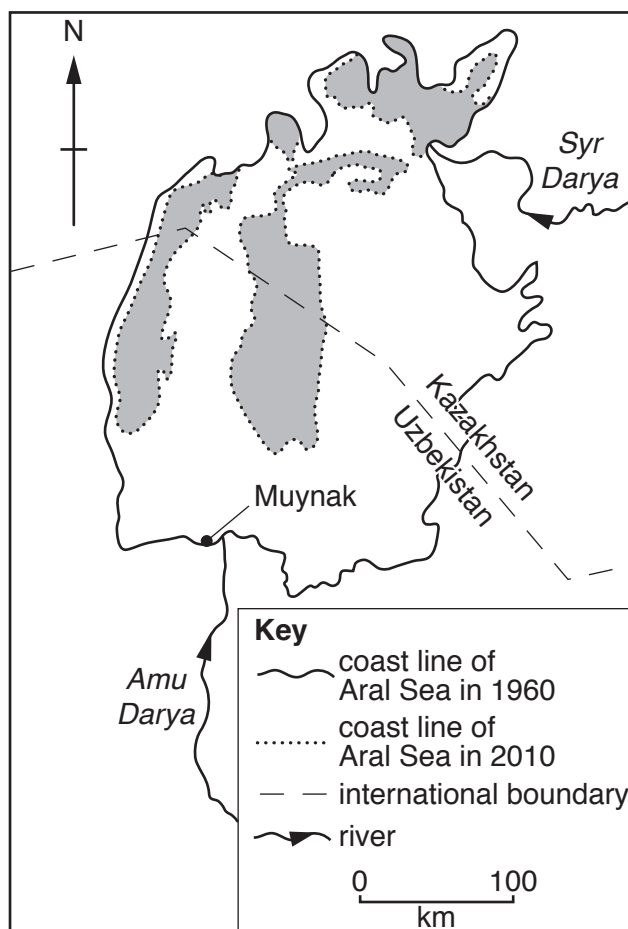 N
Syr
Darya
Kazakhstan
Uzbekistan
Muynak
Amu
Darya
Key
coast line of
Aral Sea in 1960
coast line of
Aral Sea in 2010
international boundary
river
0 100
km